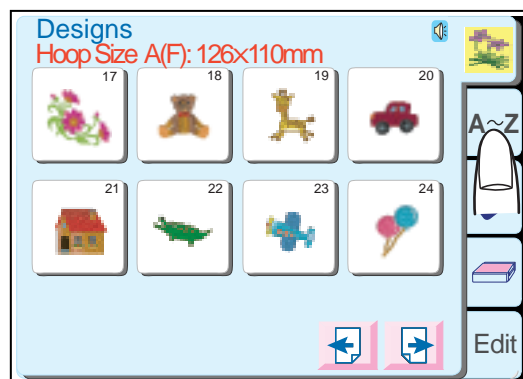 Designs
Hoop Size A(F): 126×110mm
17 18 19 20
A~Z
21 22 23 24
Edit